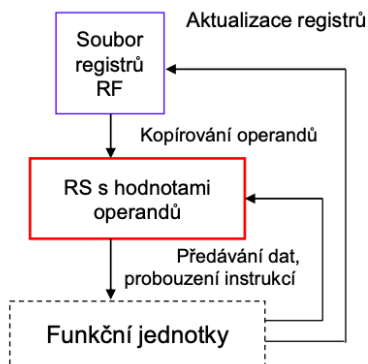 Aktualizace registrů
Soubor
registrů
RF
Kopírování operandů
RS s hodnotami
operandů
Předávání dat,
probouzení instrukcí
Funkční jednotky